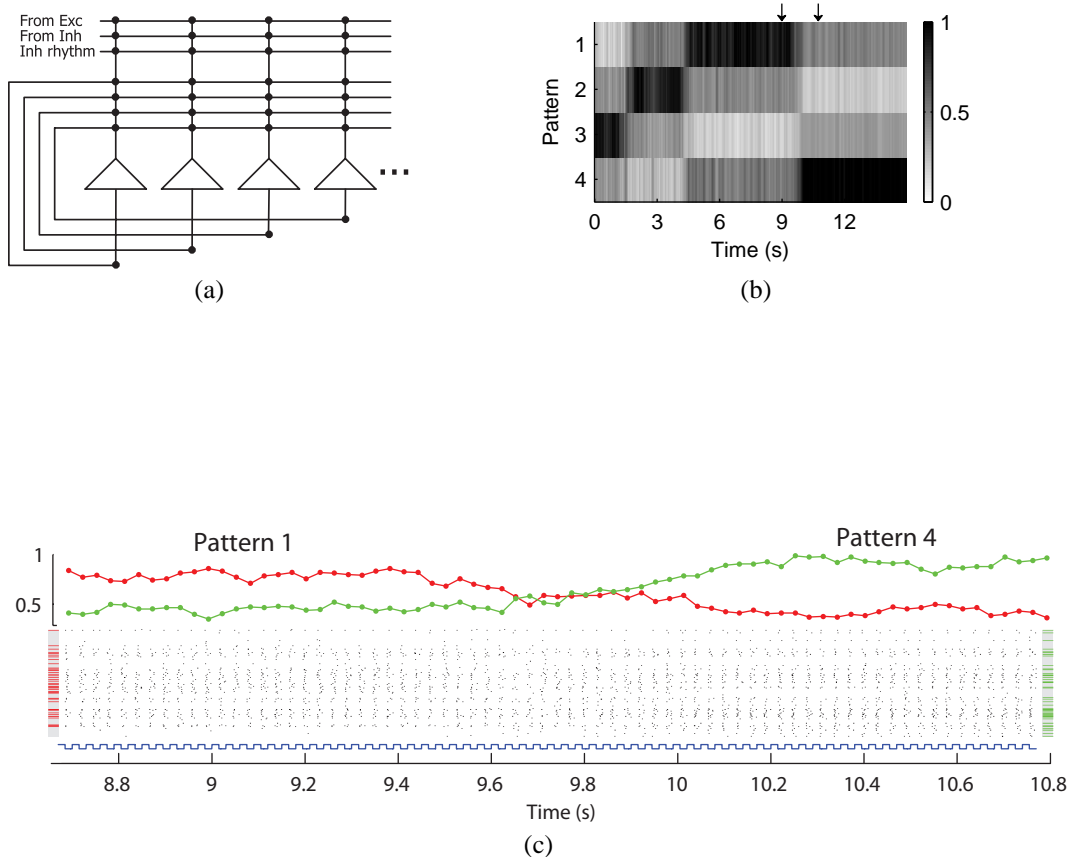 From Exc
From Inh
Inh rhythm
(a)
Pattern
1
2
3
4
0 3 6 9 12
Time (s)
1
0.5
0
(b)
Pattern 1
Pattern 4
1
0.5
8.8 9 9.2 9.4 9.6 9.8 10 10.2 10.4 10.6 10.8
Time (s)
(c)